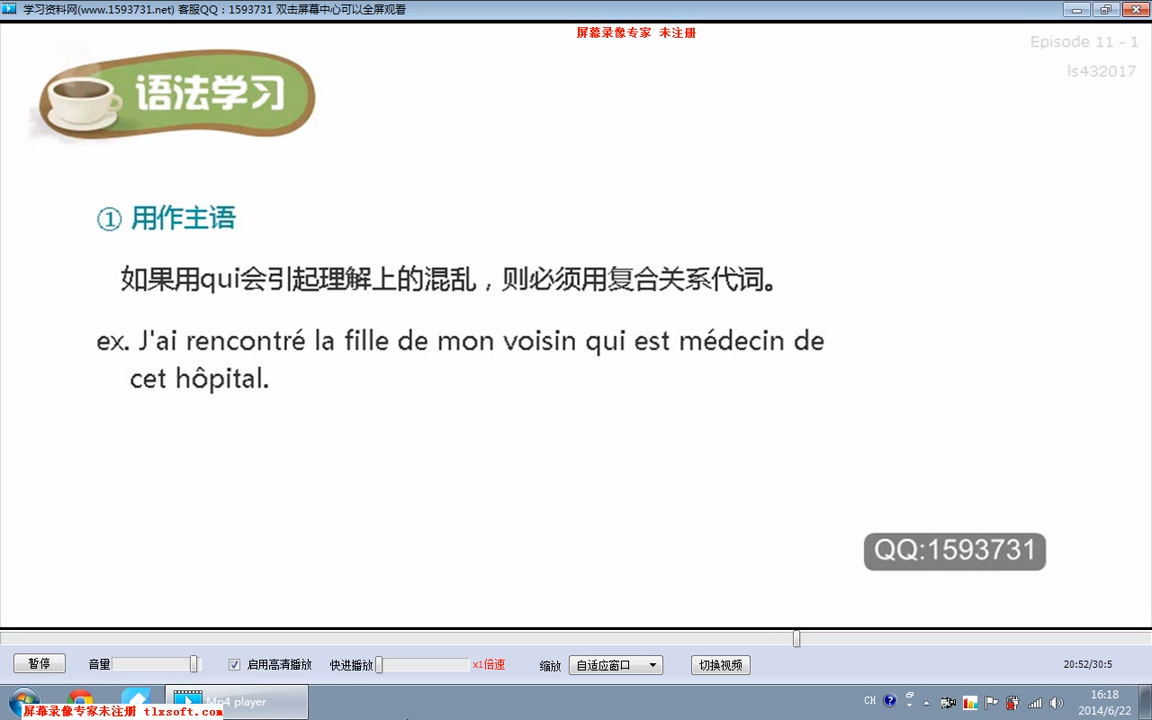 学习资料网(www.1593731.net) 客服QQ：1593731 双击屏幕中心可以全屏观看
屏幕录像专家 未注册
Episode 11 - 1
ls432017
语法学习
① 用作主语
如果用qui会引起理解上的混乱，则必须用复合关系代词。
ex. J'ai rencontré la fille de mon voisin qui est médecin de
cet hôpital.
QQ:1593731
暂停 音量 启用高清播放 快进播放 x1倍速 缩放 自适应窗口 切换视频 20:52/30:5
Mp4 player
CH
16:18
2014/6/22
屏幕录像专家未注册 tlxsoft.com